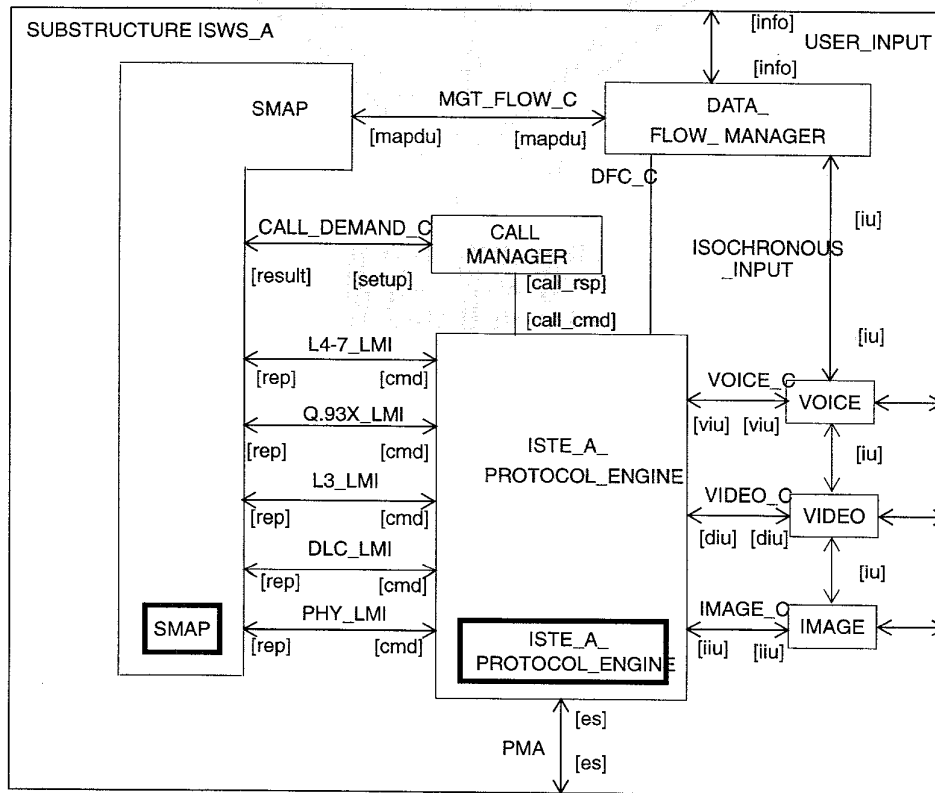 [info]
SUBSTRUCTURE ISWS_A
USER_INPUT
[info]
MGT_FLOW_C
SMAP
DATA_
FLOW_ MANAGER
[mapdu]
[mapdu]
DFC_C
[iu]
CALL_DEMAND_C
CALL
MANAGER
ISOCHRONOUS
_INPUT
[result]
[setup]
[call_rsp]
[call_cmd]
[iu]
L4-7_LMI
[rep]
[cmd]
VOICE_C
VOICE
[viu]
[viu]
Q.93X_LMI
[rep]
[cmd]
ISTE_A_
PROTOCOL_ENGINE
[iu]
L3_LMI
[rep]
[cmd]
VIDEO_C
VIDEO
[diu]
[diu]
DLC_LMI
[rep]
[cmd]
[iu]
PHY_LMI
SMAP
[rep]
[cmd]
ISTE_A_
PROTOCOL_ENGINE
IMAGE_C
IMAGE
[iiu]
[iiu]
[es]
PMA
[es]